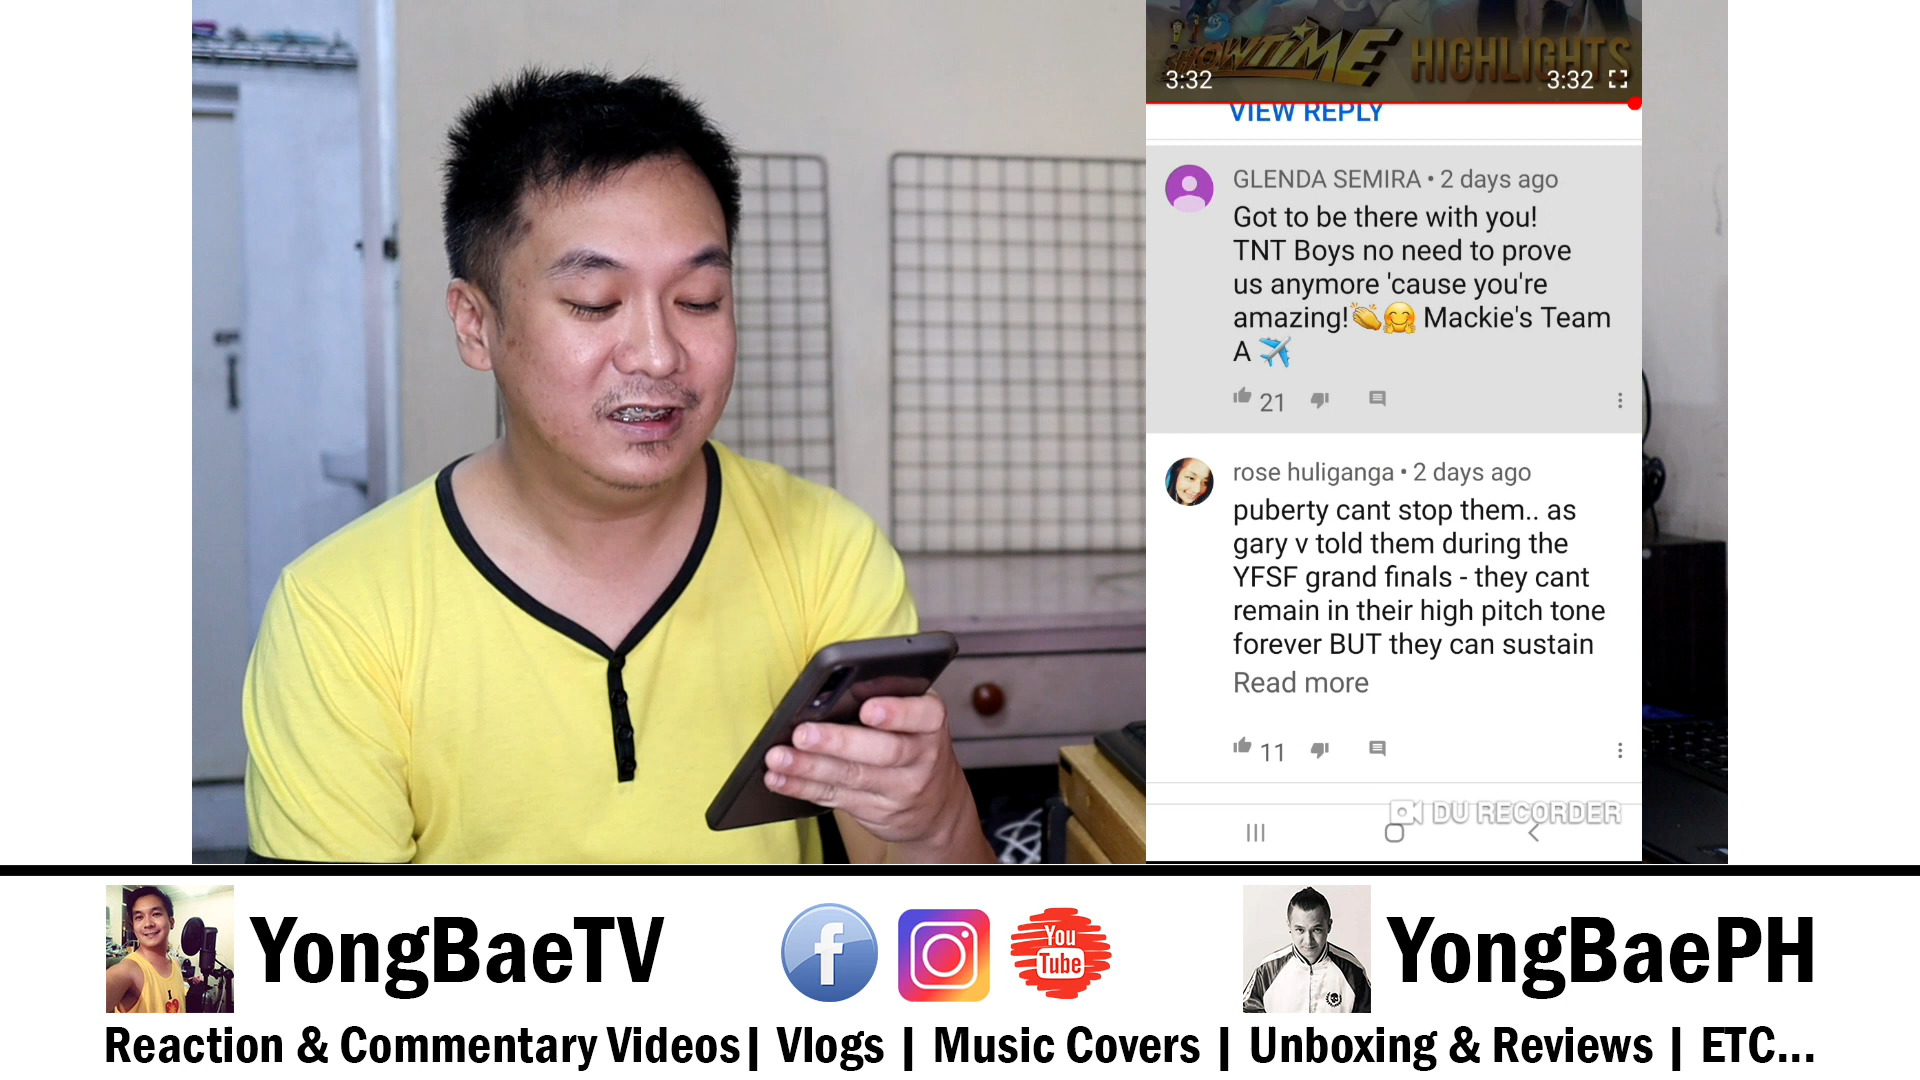 SHOWTIME HIGHLIGHTS
3:32
3:32
VIEW REPLY
GLENDA SEMIRA • 2 days ago
Got to be there with you!
TNT Boys no need to prove
us anymore 'cause you're
amazing!👏🤗 Mackie's Team
A ✈️
21
rose huliganga • 2 days ago
puberty cant stop them.. as
gary v told them during the
YFSF grand finals - they cant
remain in their high pitch tone
forever BUT they can sustain
Read more
11
DU RECORDER
YongBaeTV
f
You
Tube
YongBaePH
Reaction & Commentary Videos| Vlogs | Music Covers | Unboxing & Reviews | ETC...